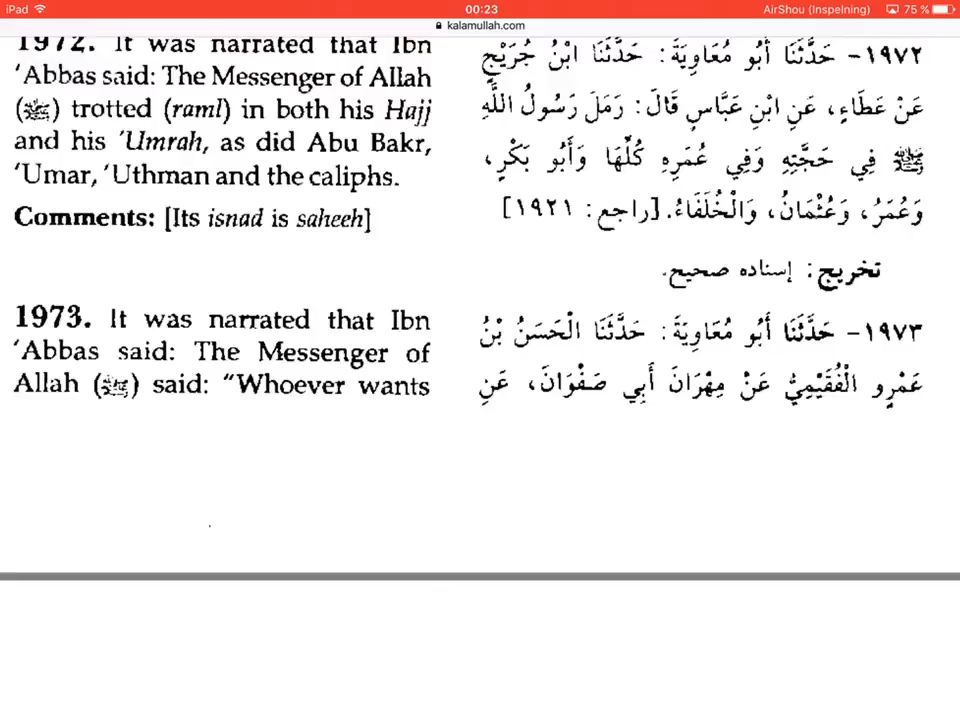 iPad 00:23 AirShou (Inspelning) 75 %
kalamullah.com
1972. It was narrated that Ibn
'Abbas said: The Messenger of Allah
(ﷺ) trotted (raml) in both his Hajj
and his 'Umrah, as did Abu Bakr,
'Umar, 'Uthman and the caliphs.
Comments: [Its isnad is saheeh]
1973. It was narrated that Ibn
'Abbas said: The Messenger of
Allah (ﷺ) said: "Whoever wants
١٩٧٢- حَدَّثَنَا أَبُو مُعَاوِيَةَ: حَدَّثَنَا ابْنُ جُرَيْجٍ
عَنْ عَطَاءٍ، عَنِ ابْنِ عَبَّاسٍ قَالَ: رَمَلَ رَسُولُ اللَّهِ
ﷺ فِي حَجَّتِهِ وَفِي عُمَرِهِ كُلِّهَا وَأَبُو بَكْرٍ،
وَعُمَرُ، وَعُثْمَانُ، وَالْخُلَفَاءُ. [راجع: ١٩٢١]
تخريج: إسناده صحيح.
١٩٧٣- حَدَّثَنَا أَبُو مُعَاوِيَةَ: حَدَّثَنَا الْحَسَنُ بْنُ
عَمْرٍو الْفُقَيْمِيُّ عَنْ مِهْرَانَ أَبِي صَفْوَانَ، عَنِ